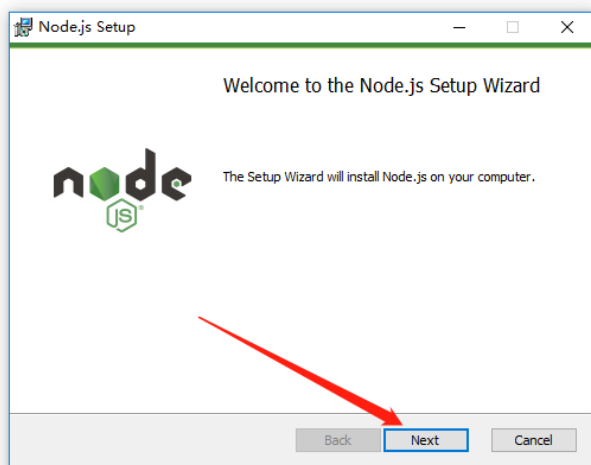 Node.js Setup
Welcome to the Node.js Setup Wizard
node
JS
The Setup Wizard will install Node.js on your computer.
Back
Next
Cancel